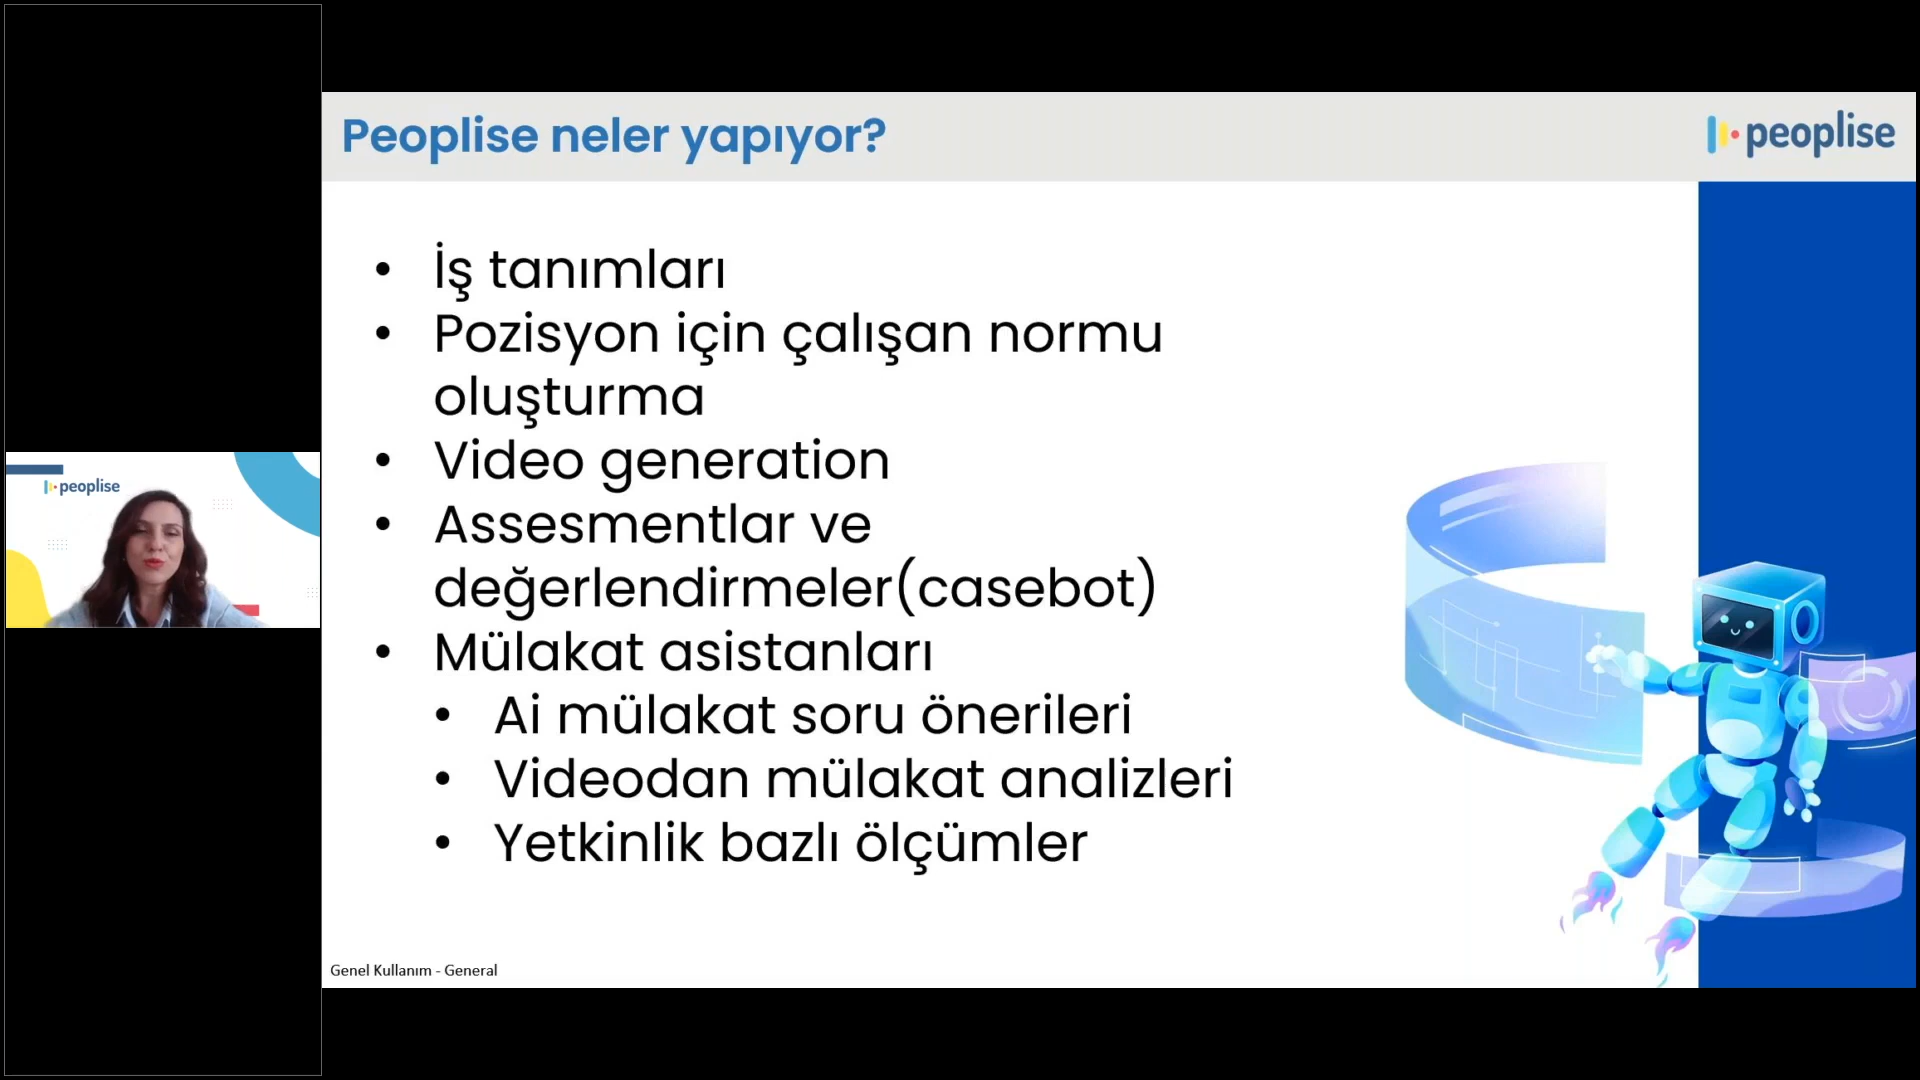 Peoplise neler yapıyor?
peoplise
• İş tanımları
• Pozisyon için çalışan normu
oluşturma
• Video generation
• Assesmentlar ve
değerlendirmeler(casebot)
• Mülakat asistanları
• Ai mülakat soru önerileri
• Videodan mülakat analizleri
• Yetkinlik bazlı ölçümler
Genel Kullanım - General
peoplise